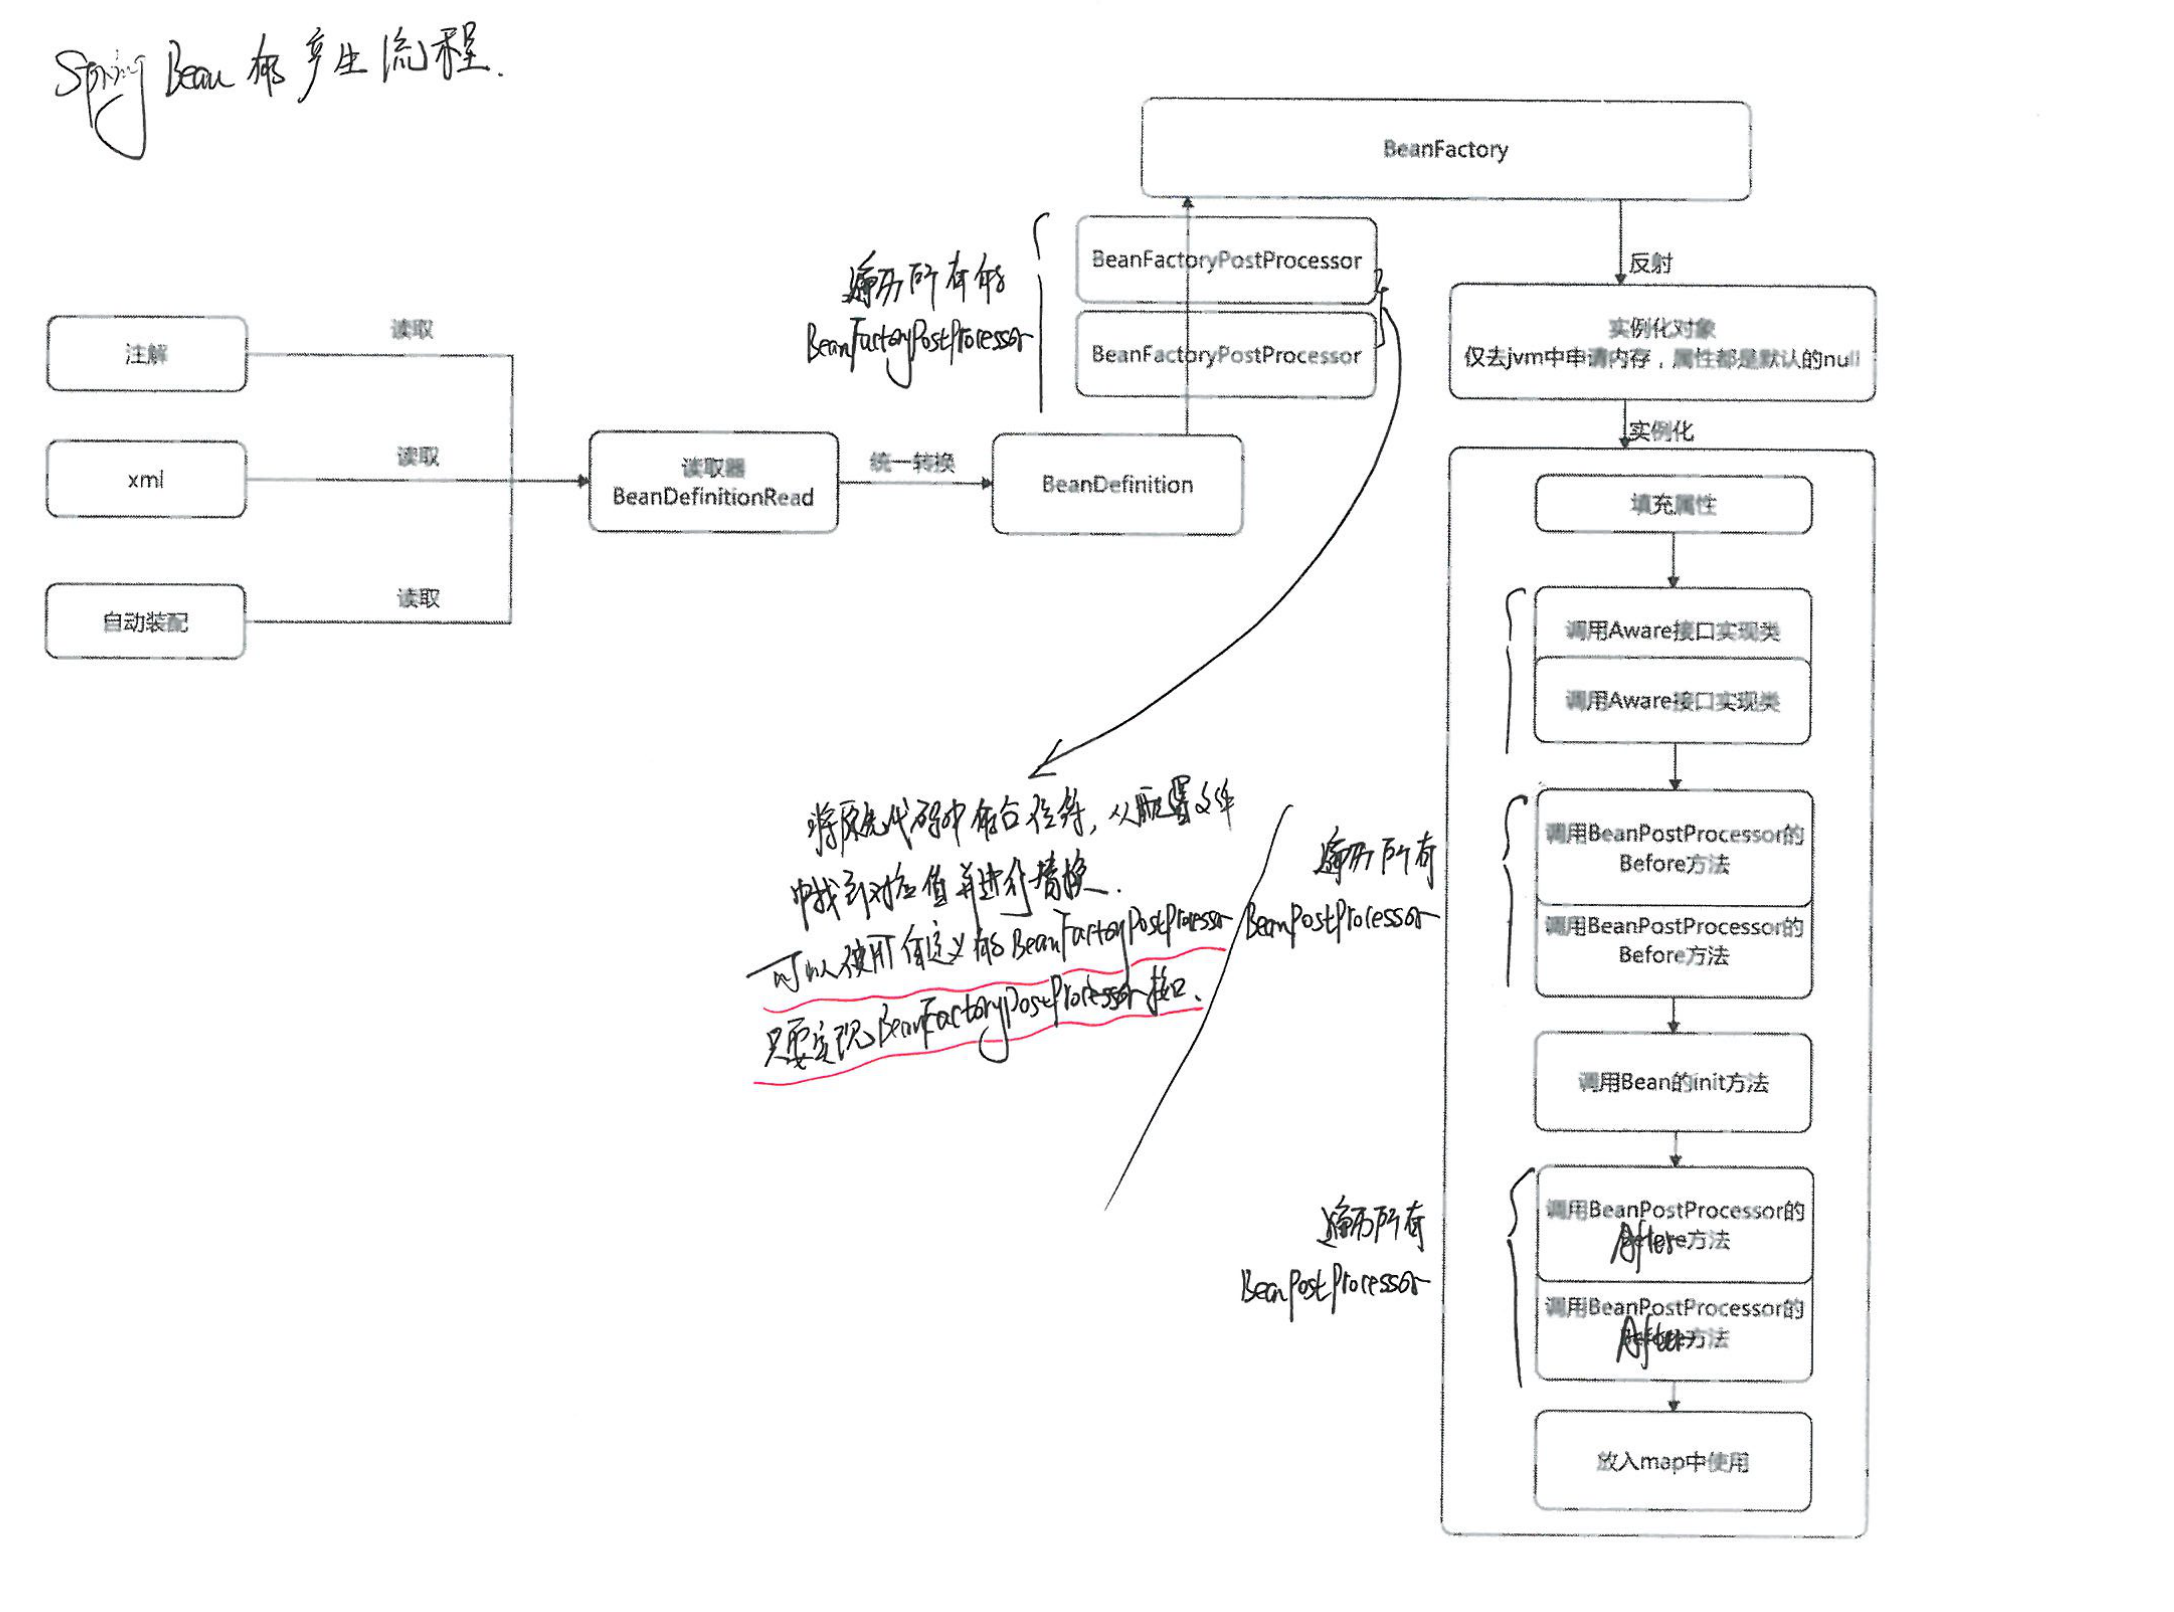 Spring Bean的产生流程.
BeanFactory
遍历所有的
BeanFactoryPostProcessor
BeanFactoryPostProcessor
BeanFactoryPostProcessor
反射
实例化对象
仅去jvm中申请内存，属性都是默认的null
实例化
注解
读取
xml
读取
自动装配
读取
读取器
BeanDefinitionRead
统一转换
BeanDefinition
填充属性
调用Aware接口实现类
调用Aware接口实现类
将原先代码中的占位符, 从配置文件
中找到对应值并进行替换.
可以使用自定义的BeanFactoryPostProcessor
只要实现BeanFactoryPostProcessor接口.
遍历所有
BeanPostProcessor
调用BeanPostProcessor的
Before方法
调用BeanPostProcessor的
Before方法
调用Bean的init方法
遍历所有
BeanPostProcessor
调用BeanPostProcessor的
After方法
调用BeanPostProcessor的
After方法
放入map中使用